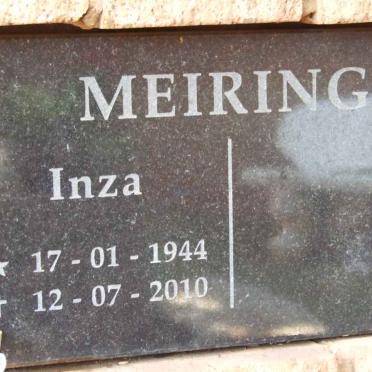 MEIRING
Inza
★ 17 - 01 - 1944
† 12 - 07 - 2010